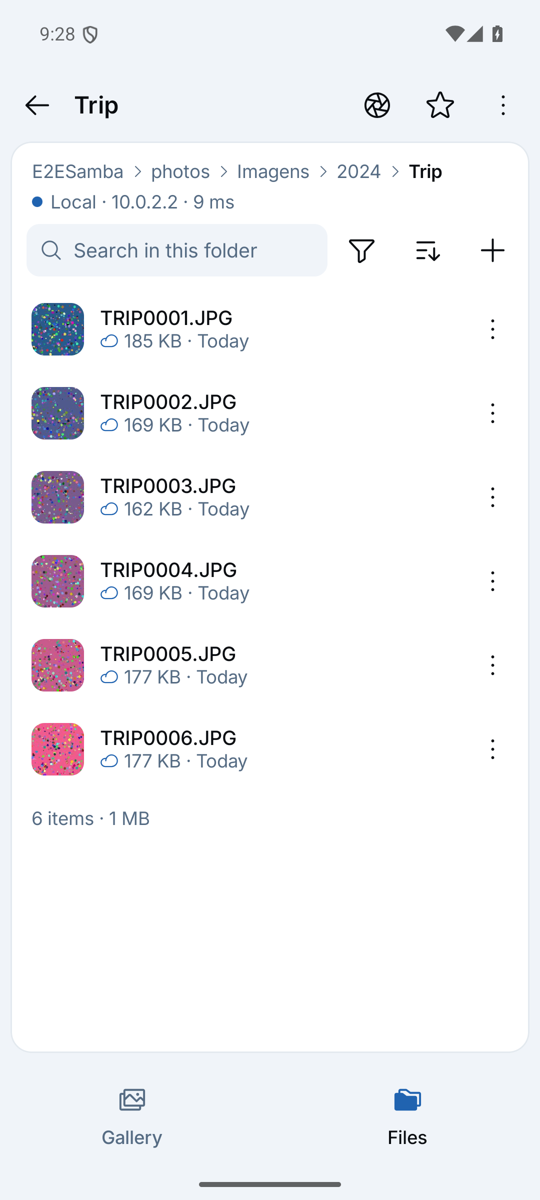 9:28
Trip
E2ESamba > photos > Imagens > 2024 > Trip
Local · 10.0.2.2 · 9 ms
Search in this folder
TRIP0001.JPG
185 KB · Today
TRIP0002.JPG
169 KB · Today
TRIP0003.JPG
162 KB · Today
TRIP0004.JPG
169 KB · Today
TRIP0005.JPG
177 KB · Today
TRIP0006.JPG
177 KB · Today
6 items · 1 MB
Gallery
Files